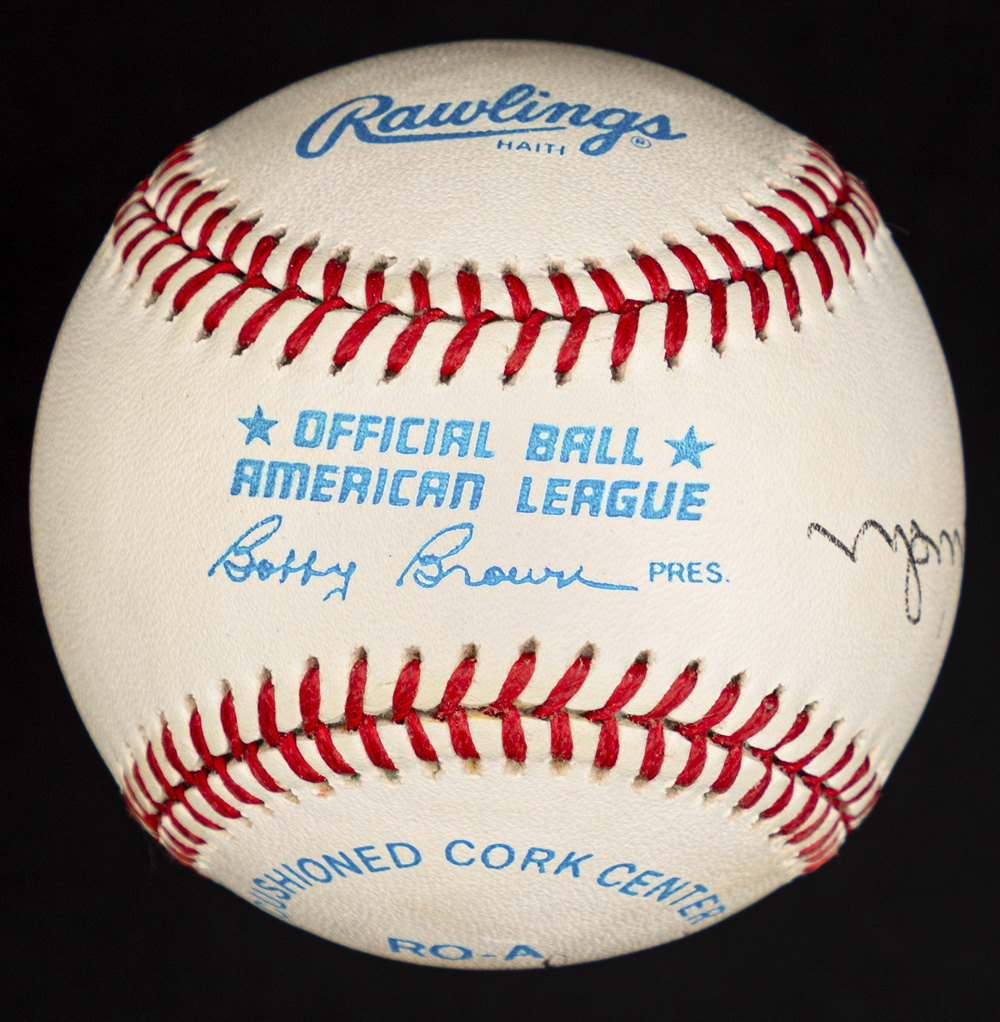 Rawlings ®
HAITI
★ OFFICIAL BALL ★
AMERICAN LEAGUE
Bobby Brown PRES.
CUSHIONED CORK CENTER
RO-A